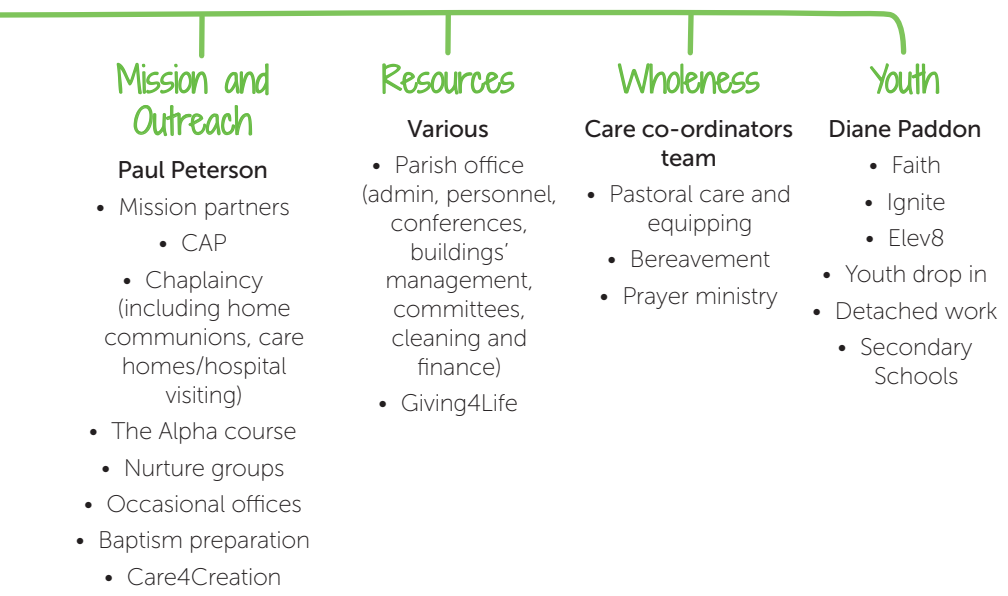 Mission and
Outreach
Paul Peterson
• Mission partners
• CAP
• Chaplaincy
(including home
communions, care
homes/hospital
visiting)
• The Alpha course
• Nurture groups
• Occasional offices
• Baptism preparation
• Care4Creation
Resources
Various
• Parish office
(admin, personnel,
conferences,
buildings’
management,
committees,
cleaning and
finance)
• Giving4Life
Wholeness
Care co-ordinators
team
• Pastoral care and
equipping
• Bereavement
• Prayer ministry
Youth
Diane Paddon
• Faith
• Ignite
• Elev8
• Youth drop in
• Detached work
• Secondary
Schools